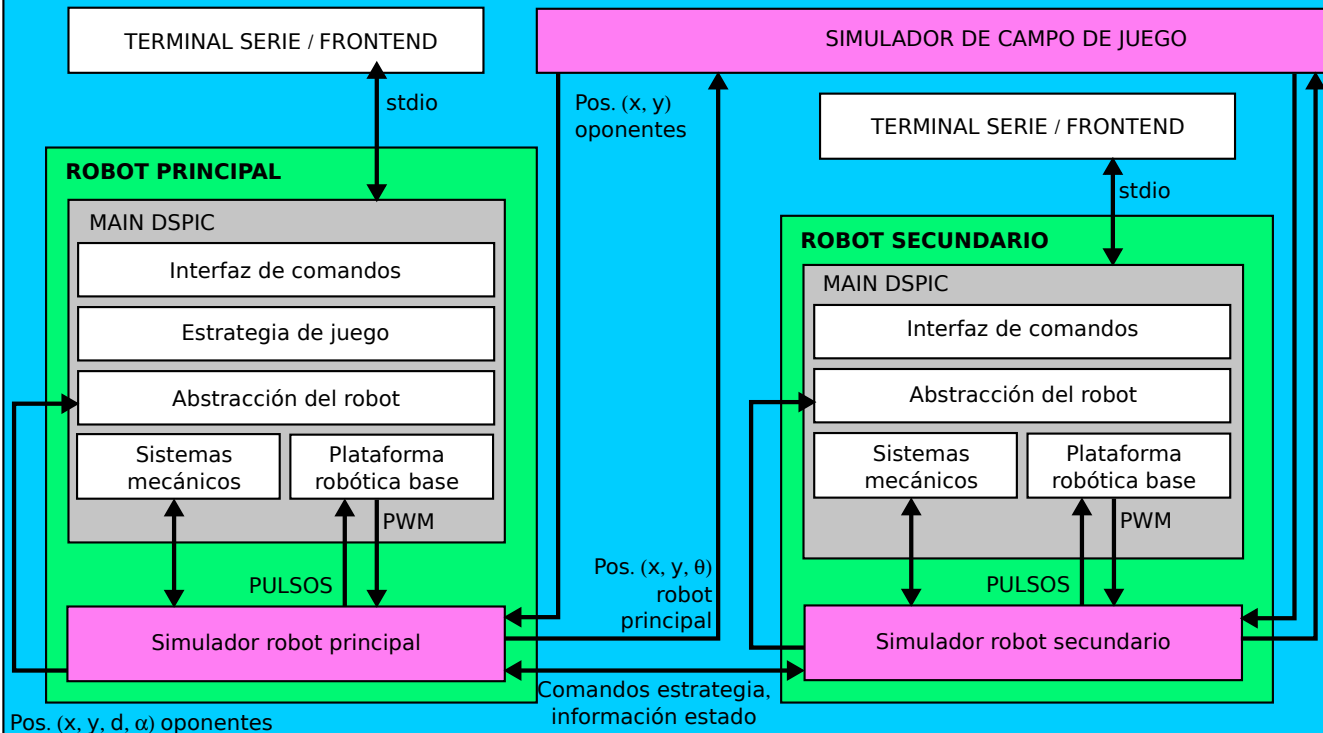 TERMINAL SERIE / FRONTEND
SIMULADOR DE CAMPO DE JUEGO
stdio
Pos. (x, y)
oponentes
TERMINAL SERIE / FRONTEND
stdio
ROBOT PRINCIPAL
MAIN DSPIC
Interfaz de comandos
Estrategia de juego
Abstracción del robot
Sistemas
mecánicos
Plataforma
robótica base
PWM
PULSOS
Simulador robot principal
Pos. (x, y, θ)
robot
principal
ROBOT SECUNDARIO
MAIN DSPIC
Interfaz de comandos
Abstracción del robot
Sistemas
mecánicos
Plataforma
robótica base
PWM
PULSOS
Simulador robot secundario
Comandos estrategia,
información estado
Pos. (x, y, d, α) oponentes